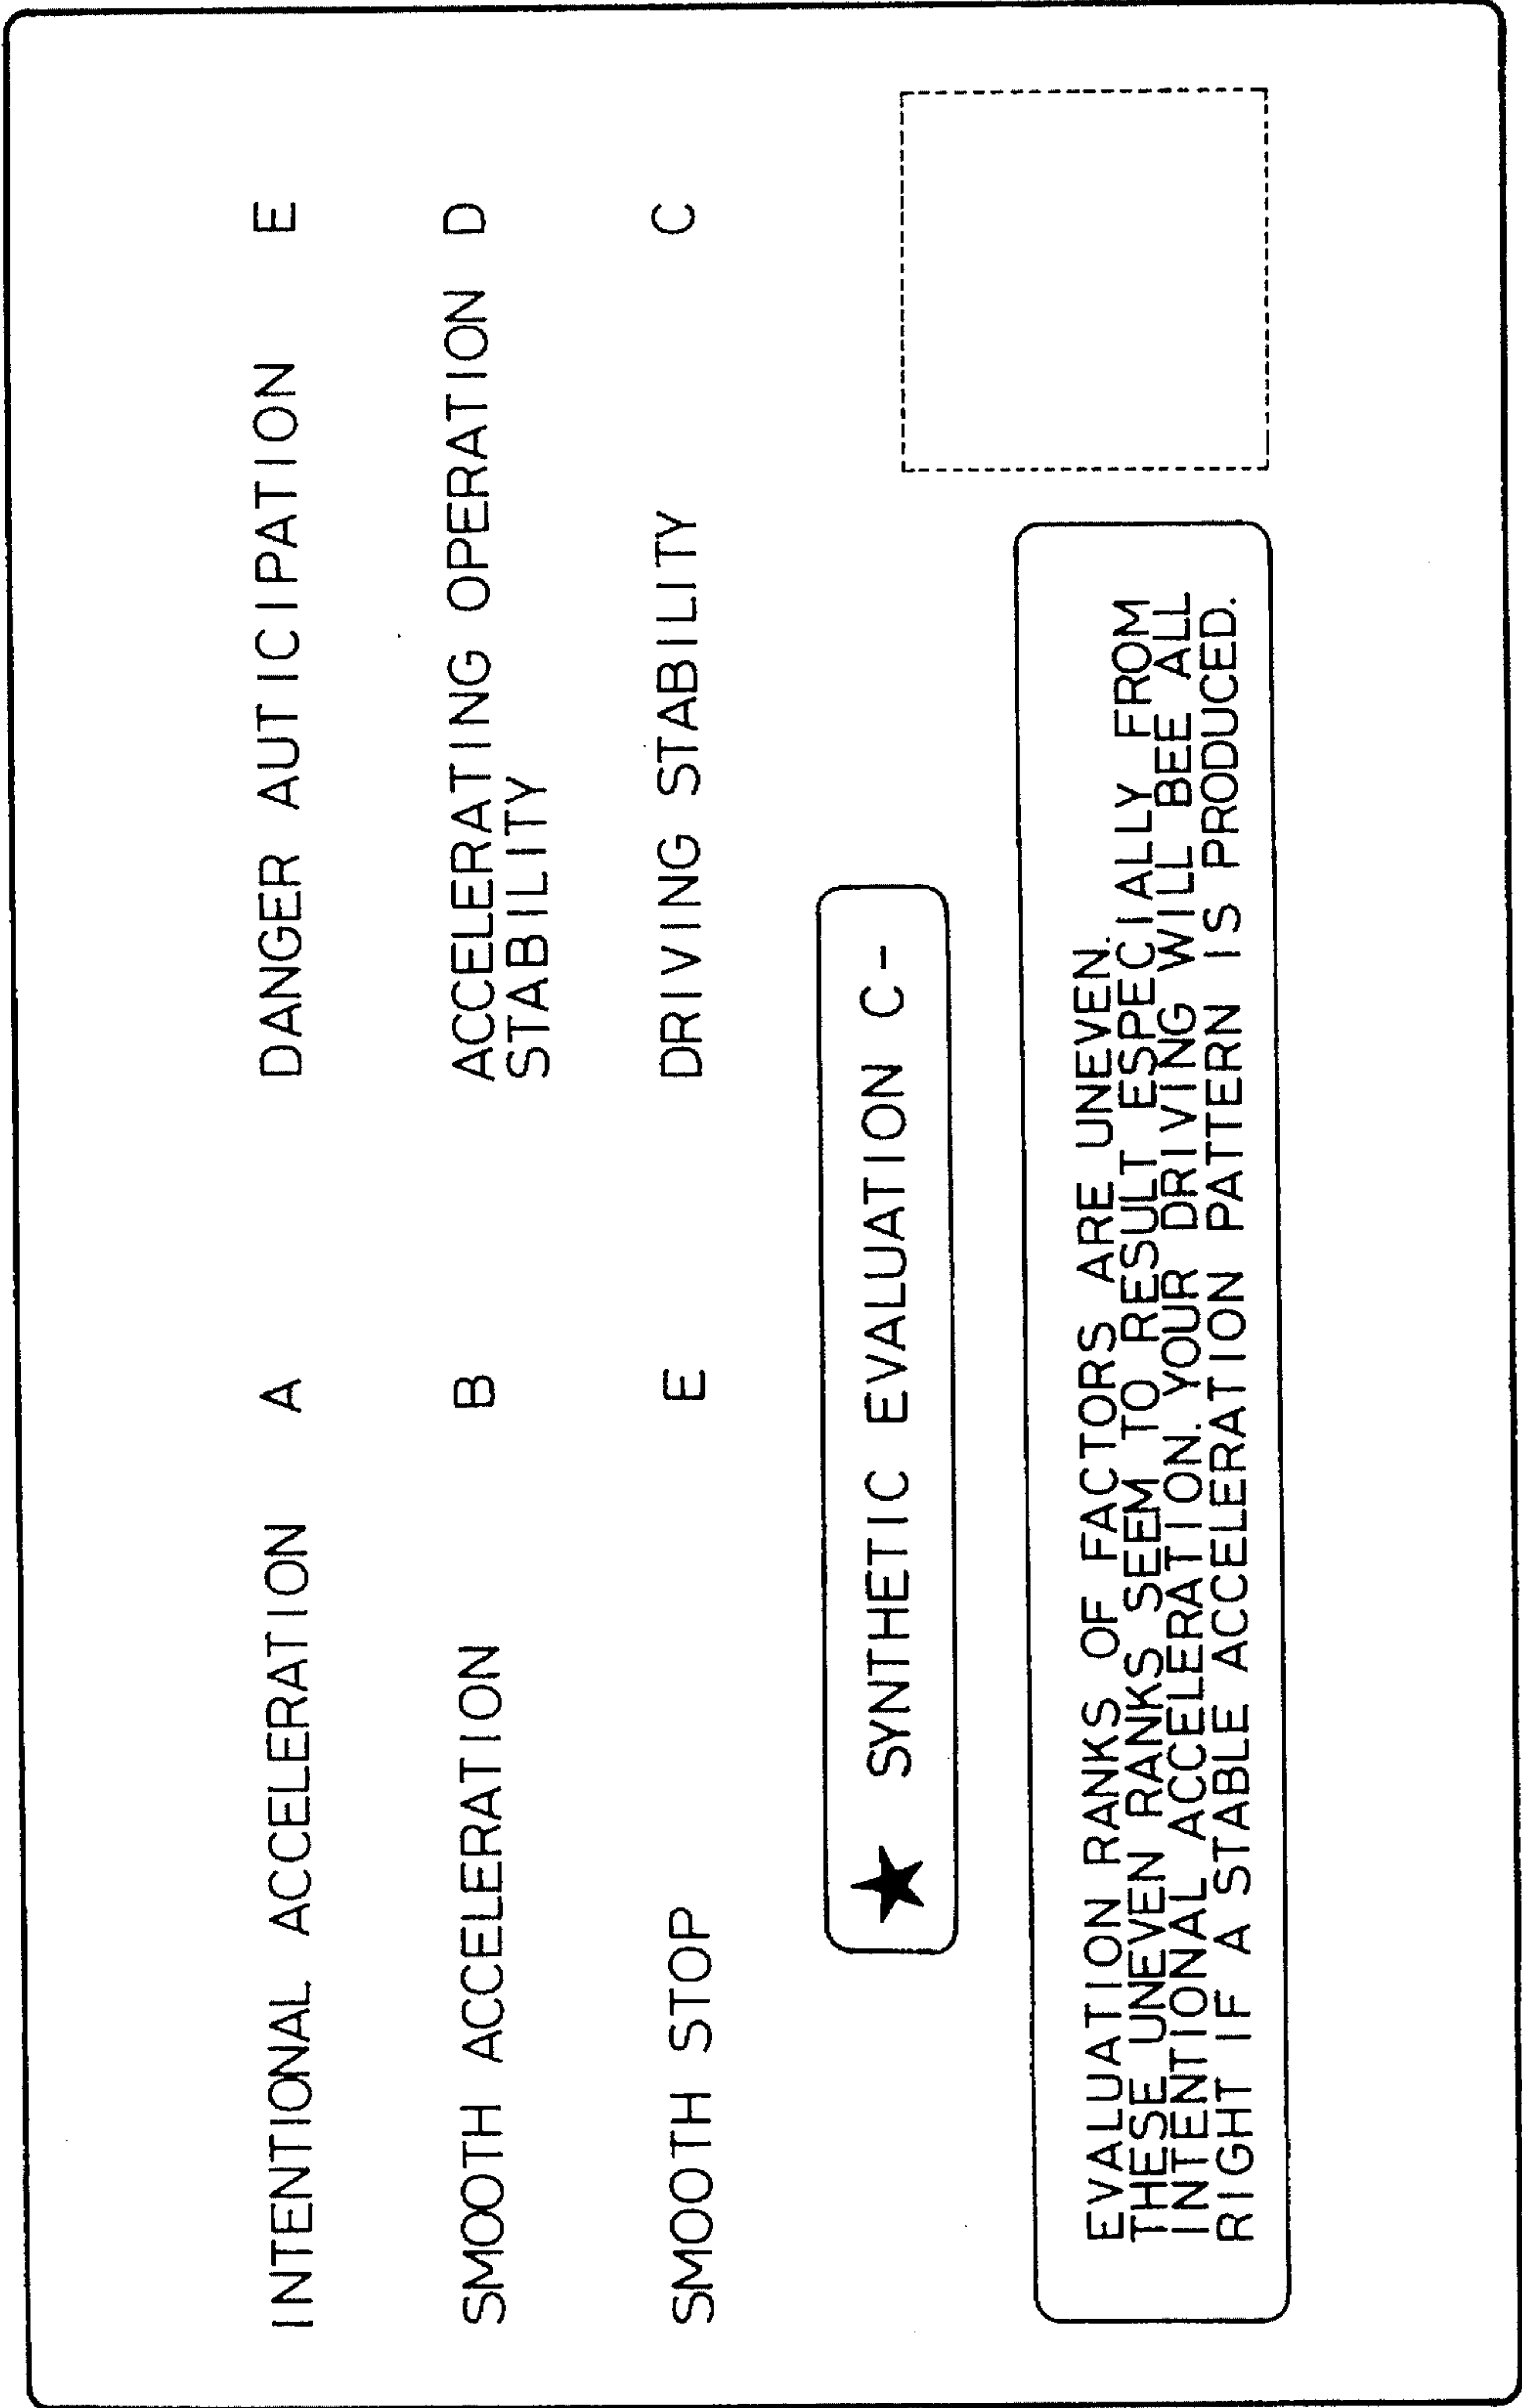 INTENTIONAL ACCELERATION A
DANGER AUTICIPATION E
SMOOTH ACCELERATION B
ACCELERATING OPERATION D
STABILITY
SMOOTH STOP E
DRIVING STABILITY C
★ SYNTHETIC EVALUATION C-
EVALUATION RANKS OF FACTORS ARE UNEVEN.
THESE UNEVEN RANKS SEEM TO RESULT ESPECIALLY FROM
INTENTIONAL ACCELERATION. YOUR DRIVING WILL BEE ALL
RIGHT IF A STABLE ACCELERATION PATTERN IS PRODUCED.